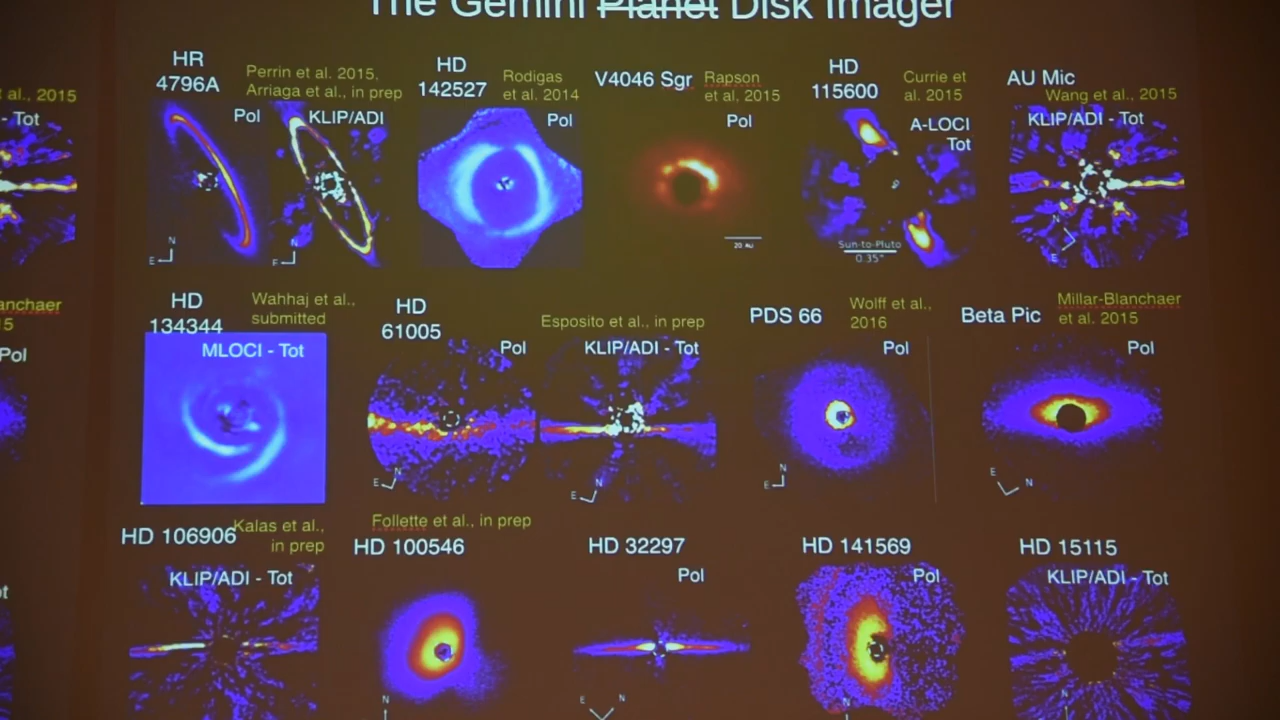 The Gemini Planet Disk Imager
t al., 2015
- Tot
HR
4796A
Perrin et al. 2015,
Arriaga et al., in prep
Pol
KLIP/ADI
N
E
N
E
HD
142527
Rodigas
et al. 2014
Pol
V4046 Sgr
Rapson
et al, 2015
Pol
20 AU
HD
115600
Currie et
al. 2015
A-LOCI
Tot
Sun-to-Pluto
0.35"
AU Mic
Wang et al., 2015
KLIP/ADI - Tot
E
anchaer
15
Pol
HD
134344
Wahhaj et al.,
submitted
MLOCI - Tot
HD
61005
Esposito et al., in prep
Pol
KLIP/ADI - Tot
N
E
N
E
PDS 66
Wolff et al.,
2016
Pol
N
E
Beta Pic
Millar-Blanchaer
et al. 2015
Pol
E
N
ot
HD 106906
Kalas et al.,
in prep
KLIP/ADI - Tot
Follette et al., in prep
HD 100546
N
HD 32297
Pol
E
N
HD 141569
Pol
N
HD 15115
KLIP/ADI - Tot
N